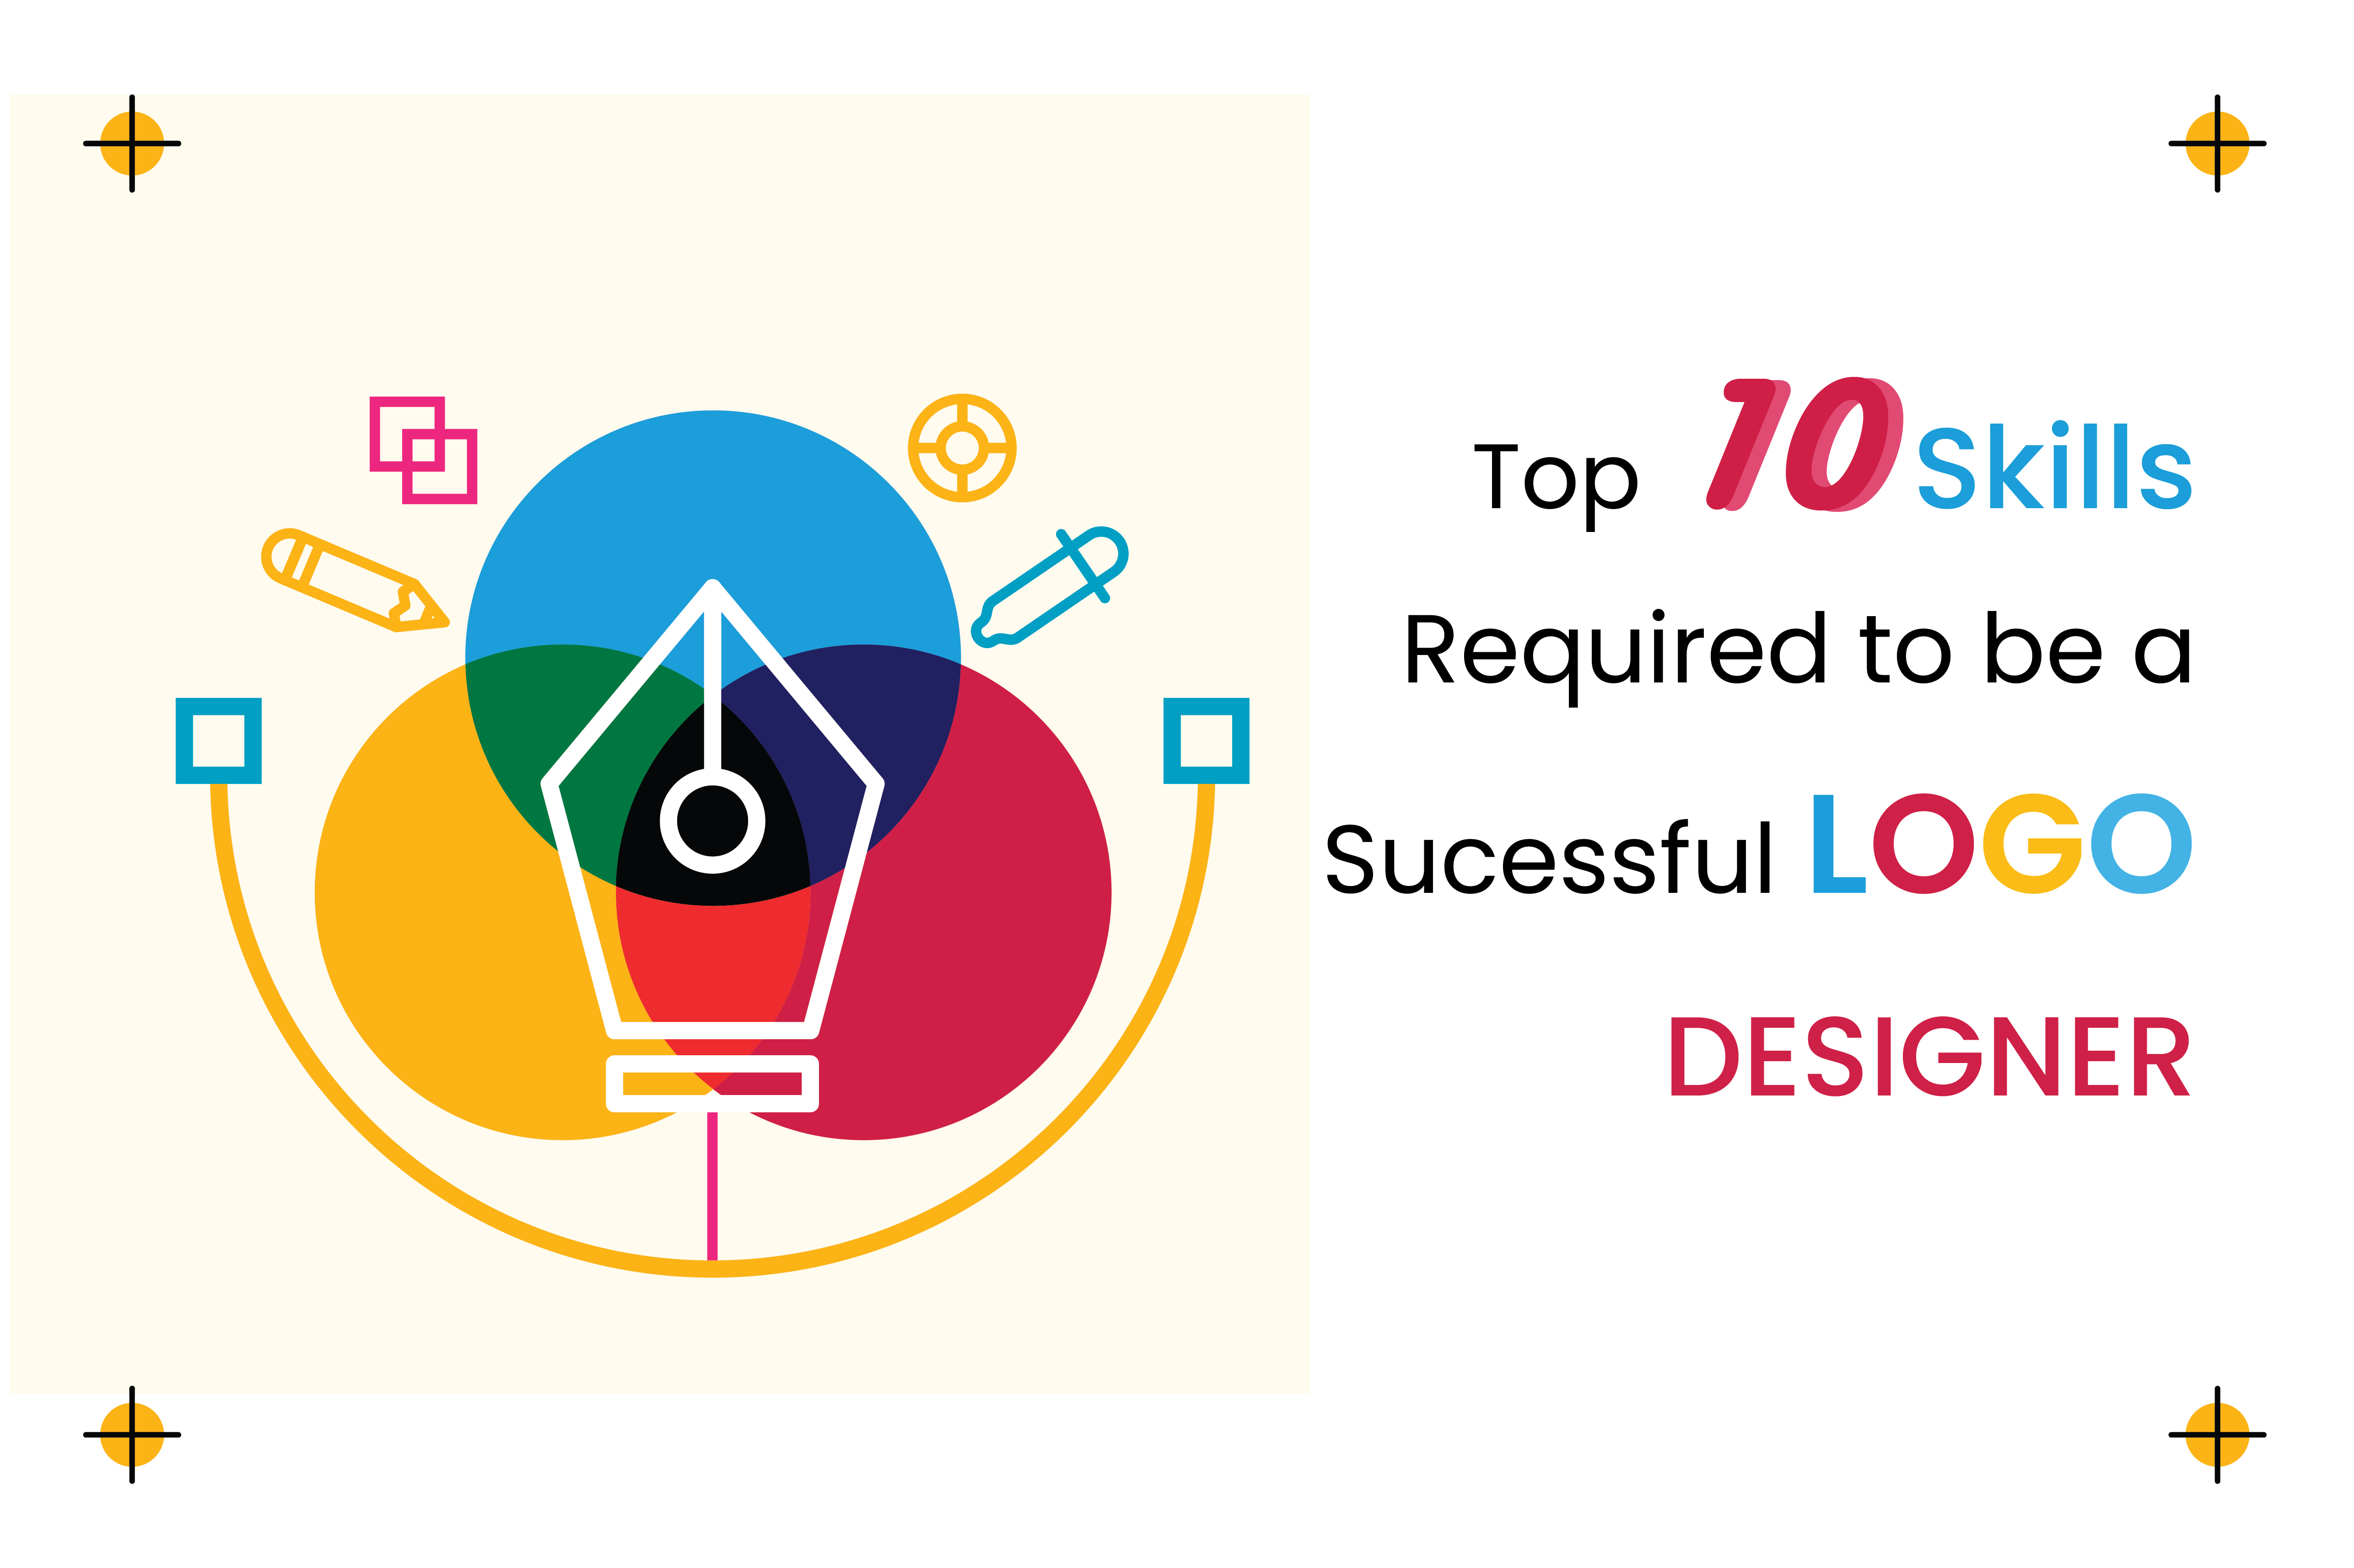 Top 10 Skills
Required to be a
Sucessful LOGO
DESIGNER